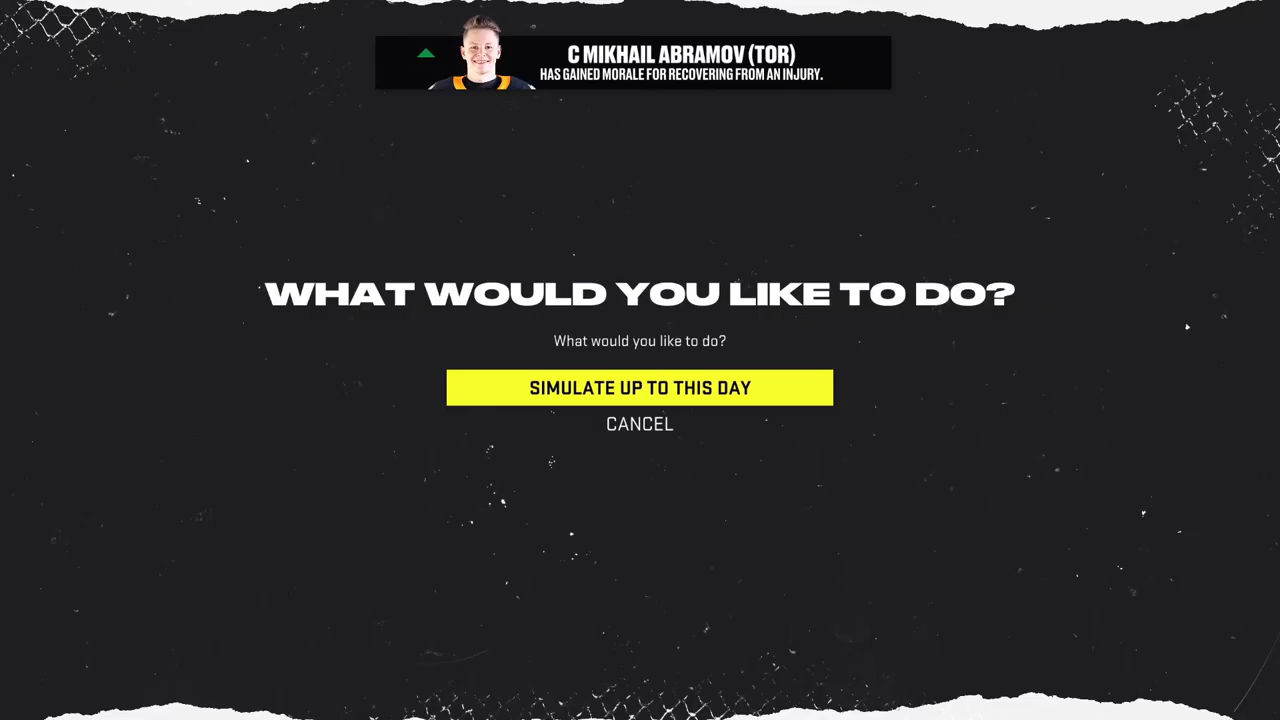 C MIKHAIL ABRAMOV (TOR)
HAS GAINED MORALE FOR RECOVERING FROM AN INJURY.
WHAT WOULD YOU LIKE TO DO?
What would you like to do?
SIMULATE UP TO THIS DAY
CANCEL